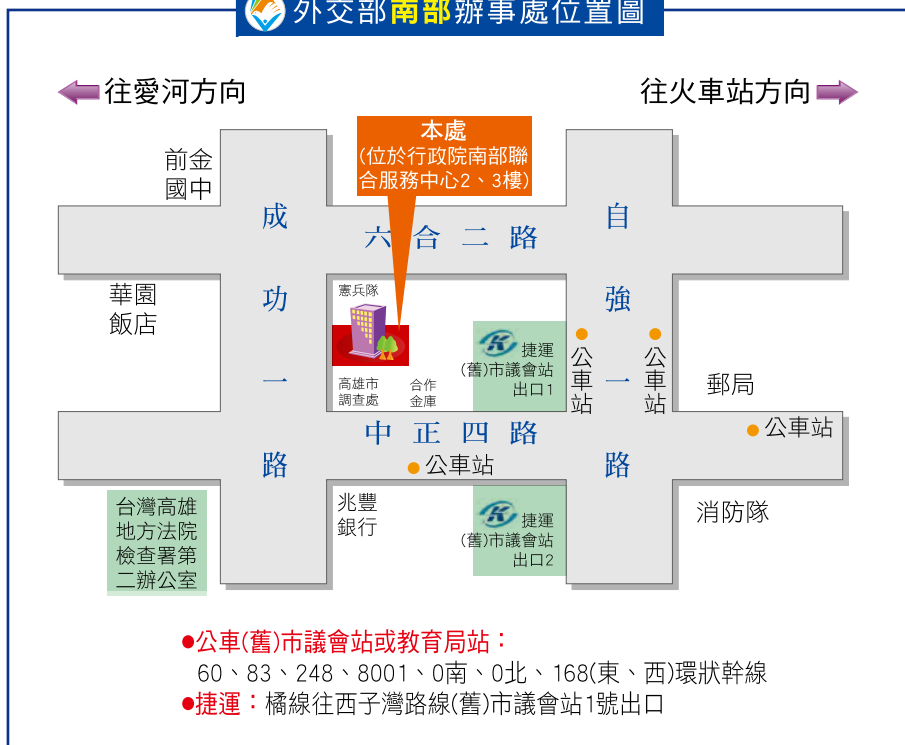 外交部南部辦事處位置圖
往愛河方向
往火車站方向
本處
(位於行政院南部聯
合服務中心2、3樓)
前金
國中
成功一路
自強一路
六合二路
華園
飯店
憲兵隊
高雄市
調查處
合作
金庫
捷運
(舊)市議會站
出口1
公車站
公車站
郵局
中正四路
公車站
公車站
台灣高雄
地方法院
檢查署第
二辦公室
兆豐
銀行
捷運
(舊)市議會站
出口2
消防隊
●公車(舊)市議會站或教育局站：
60、83、248、8001、0南、0北、168(東、西)環狀幹線
●捷運：橘線往西子灣路線(舊)市議會站1號出口